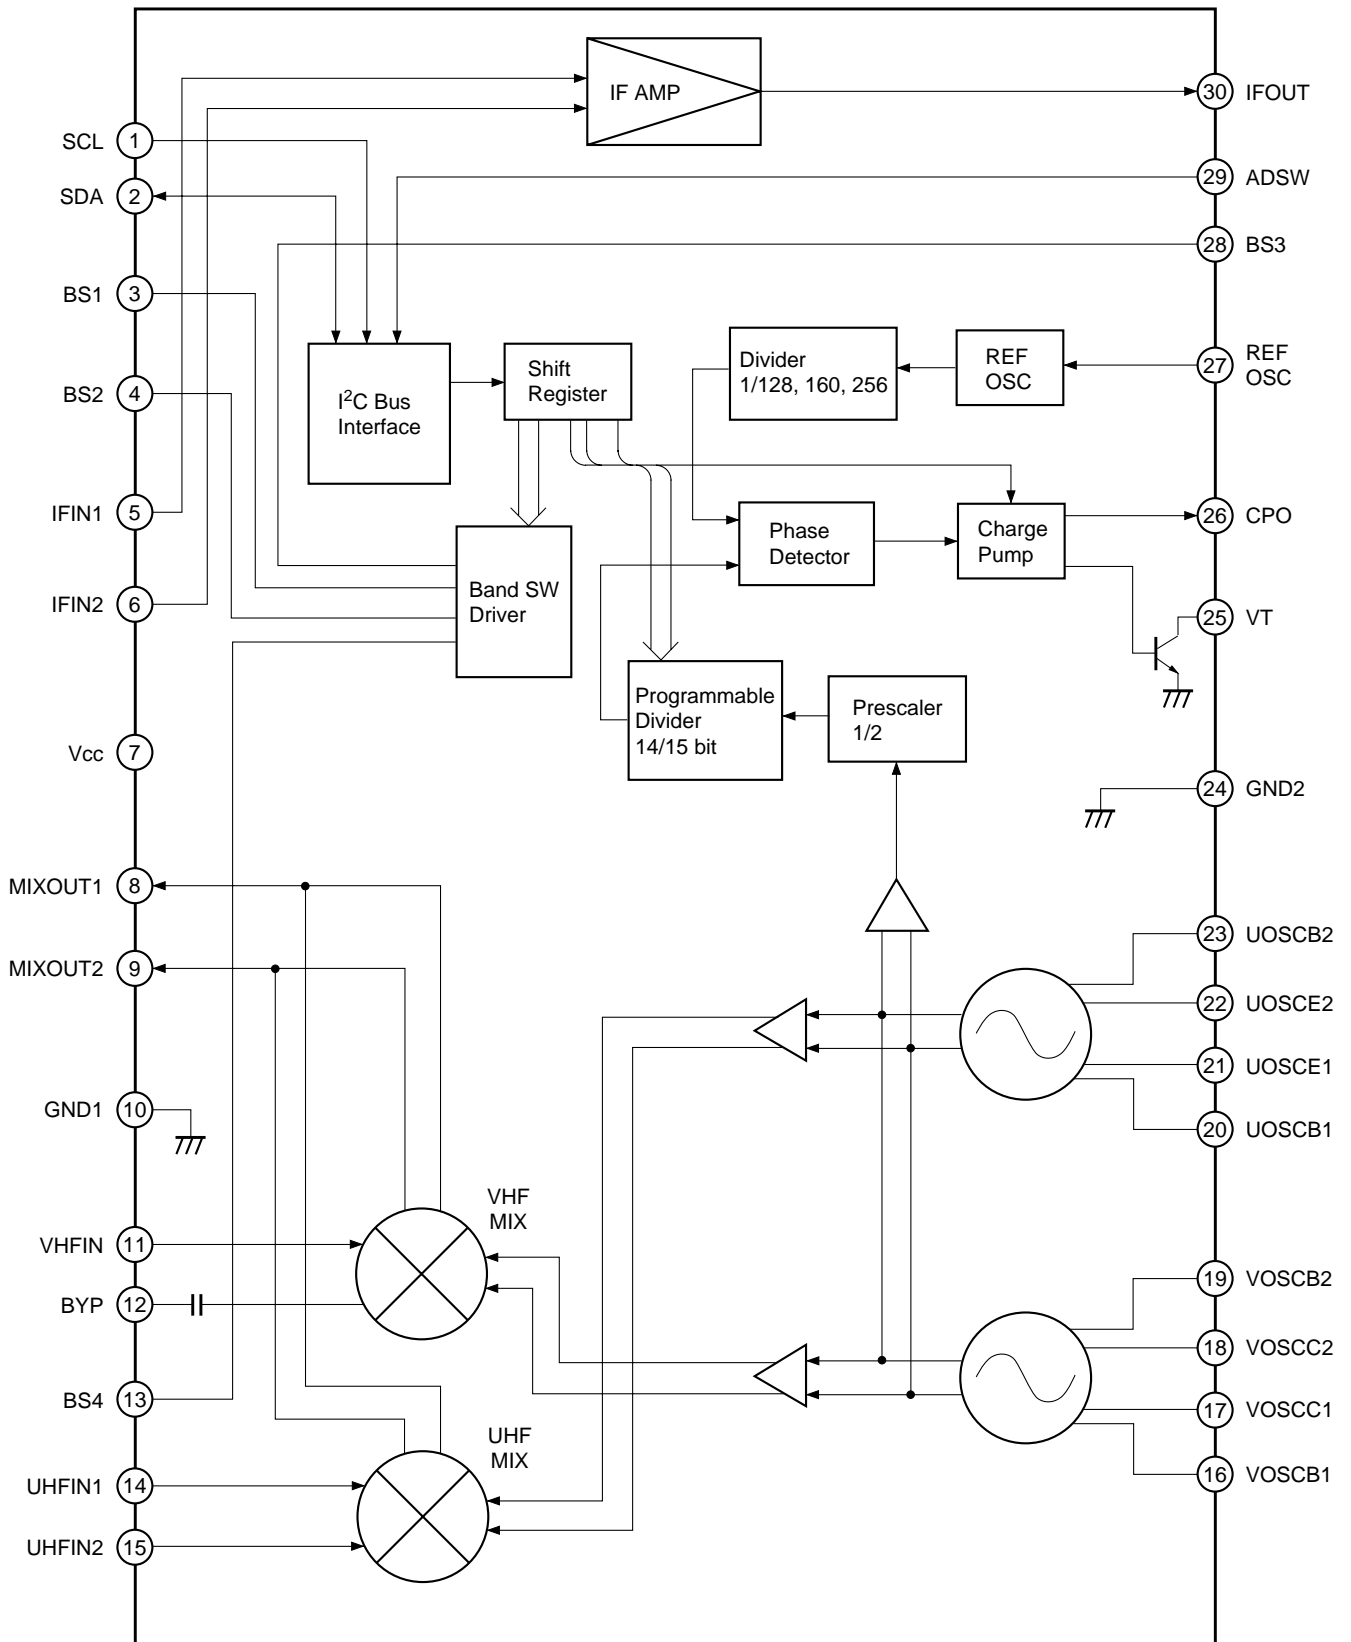 IF AMP
30 IFOUT
SCL 1
29 ADSW
SDA 2
28 BS3
BS1 3
Divider
1/128, 160, 256
REF
OSC
27 REF
OSC
Shift
Register
BS2 4
I²C Bus
Interface
IFIN1 5
Phase
Detector
Charge
Pump
26 CPO
IFIN2 6
Band SW
Driver
25 VT
Programmable
Divider
14/15 bit
Prescaler
1/2
Vcc 7
24 GND2
MIXOUT1 8
23 UOSCB2
MIXOUT2 9
22 UOSCE2
21 UOSCE1
GND1 10
20 UOSCB1
VHF
MIX
VHFIN 11
19 VOSCB2
BYP 12
18 VOSCC2
BS4 13
17 VOSCC1
UHF
MIX
16 VOSCB1
UHFIN1 14
UHFIN2 15